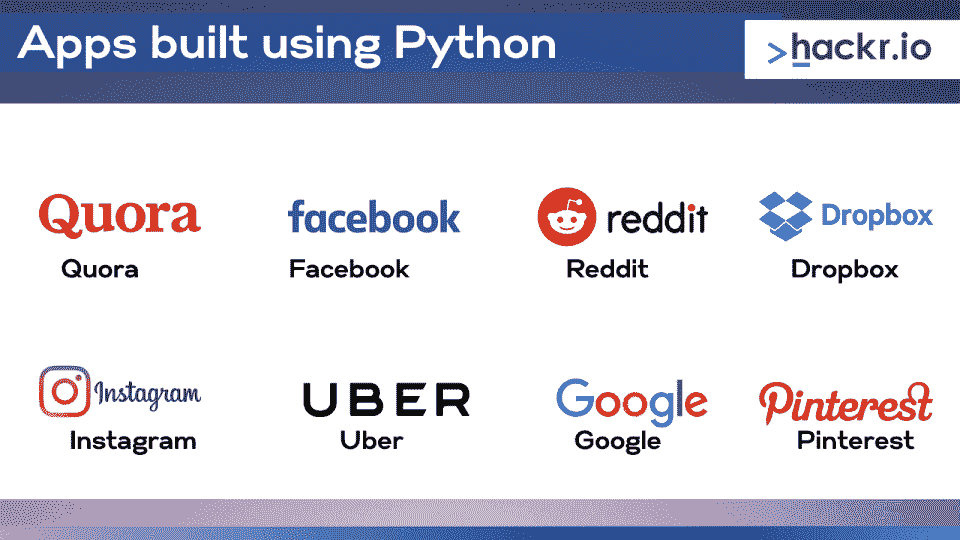 Apps built using Python
>hackr.io
Quora
facebook
reddit
Dropbox
Quora
Facebook
Reddit
Dropbox
Instagram
UBER
Google
Pinterest
Instagram
Uber
Google
Pinterest